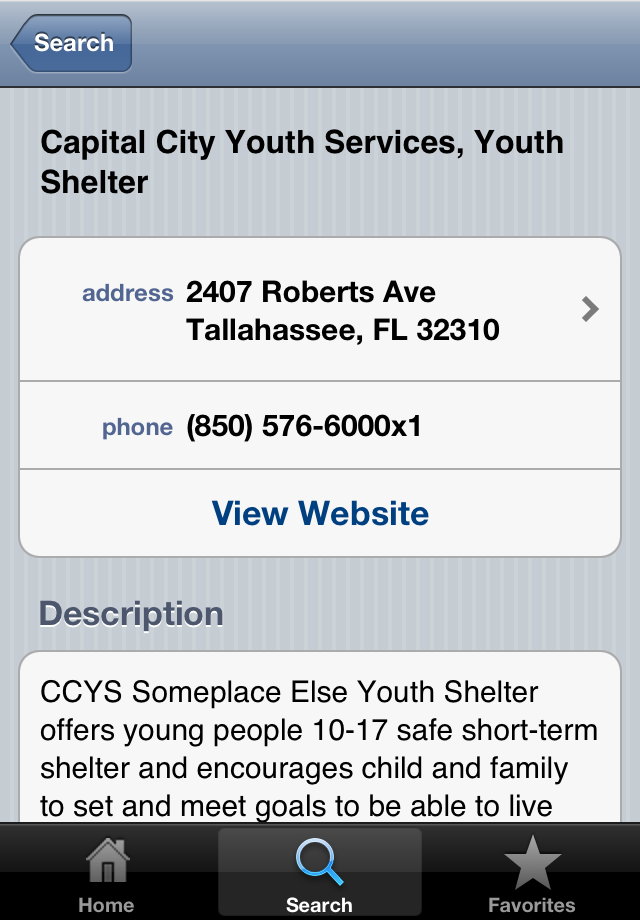 Search
Capital City Youth Services, Youth
Shelter
address 2407 Roberts Ave
Tallahassee, FL 32310
phone (850) 576-6000x1
View Website
Description
CCYS Someplace Else Youth Shelter
offers young people 10-17 safe short-term
shelter and encourages child and family
to set and meet goals to be able to live
Home Search Favorites